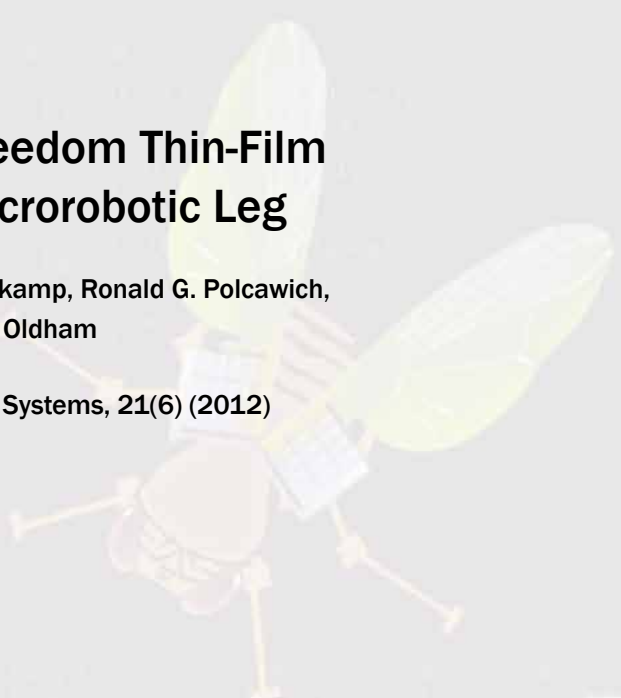 eedom Thin-Film
crorobotic Leg
kamp, Ronald G. Polcawich,
Oldham
Systems, 21(6) (2012)